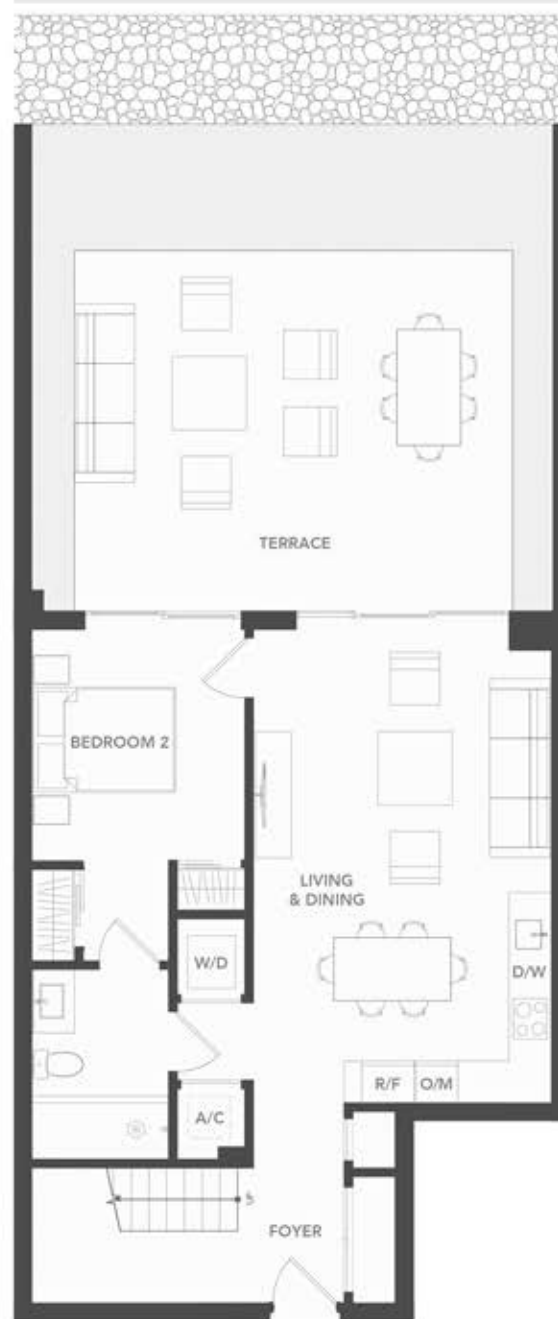 TERRACE
BEDROOM 2
LIVING
& DINING
W/D
D/W
R/F O/M
A/C
FOYER